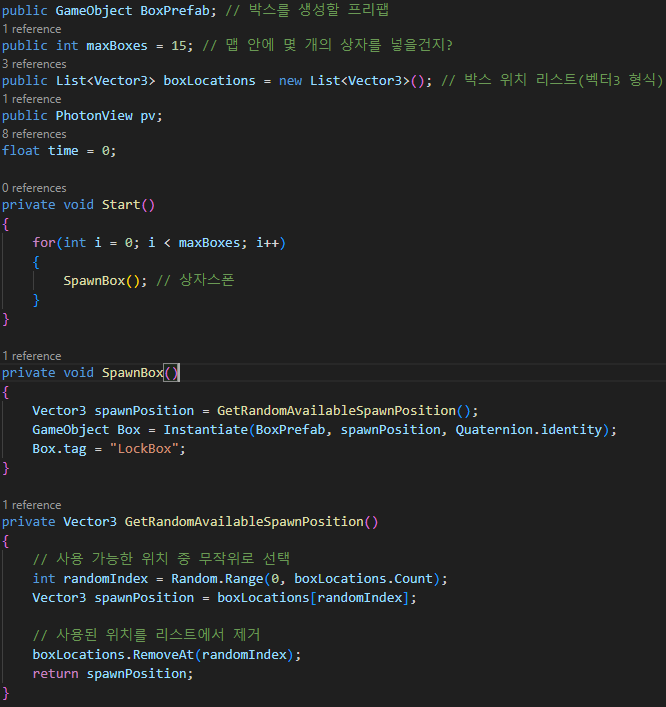 public GameObject BoxPrefab; // 박스를 생성할 프리팹
1 reference
public int maxBoxes = 15; // 맵 안에 몇 개의 상자를 넣을건지?
3 references
public List<Vector3> boxLocations = new List<Vector3>(); // 박스 위치 리스트(벡터3 형식)
1 reference
public PhotonView pv;
8 references
float time = 0;
0 references
private void Start()
{
for(int i = 0; i < maxBoxes; i++)
{
SpawnBox(); // 상자스폰
}
}
1 reference
private void SpawnBox()
{
Vector3 spawnPosition = GetRandomAvailableSpawnPosition();
GameObject Box = Instantiate(BoxPrefab, spawnPosition, Quaternion.identity);
Box.tag = "LockBox";
}
1 reference
private Vector3 GetRandomAvailableSpawnPosition()
{
// 사용 가능한 위치 중 무작위로 선택
int randomIndex = Random.Range(0, boxLocations.Count);
Vector3 spawnPosition = boxLocations[randomIndex];
// 사용된 위치를 리스트에서 제거
boxLocations.RemoveAt(randomIndex);
return spawnPosition;
}